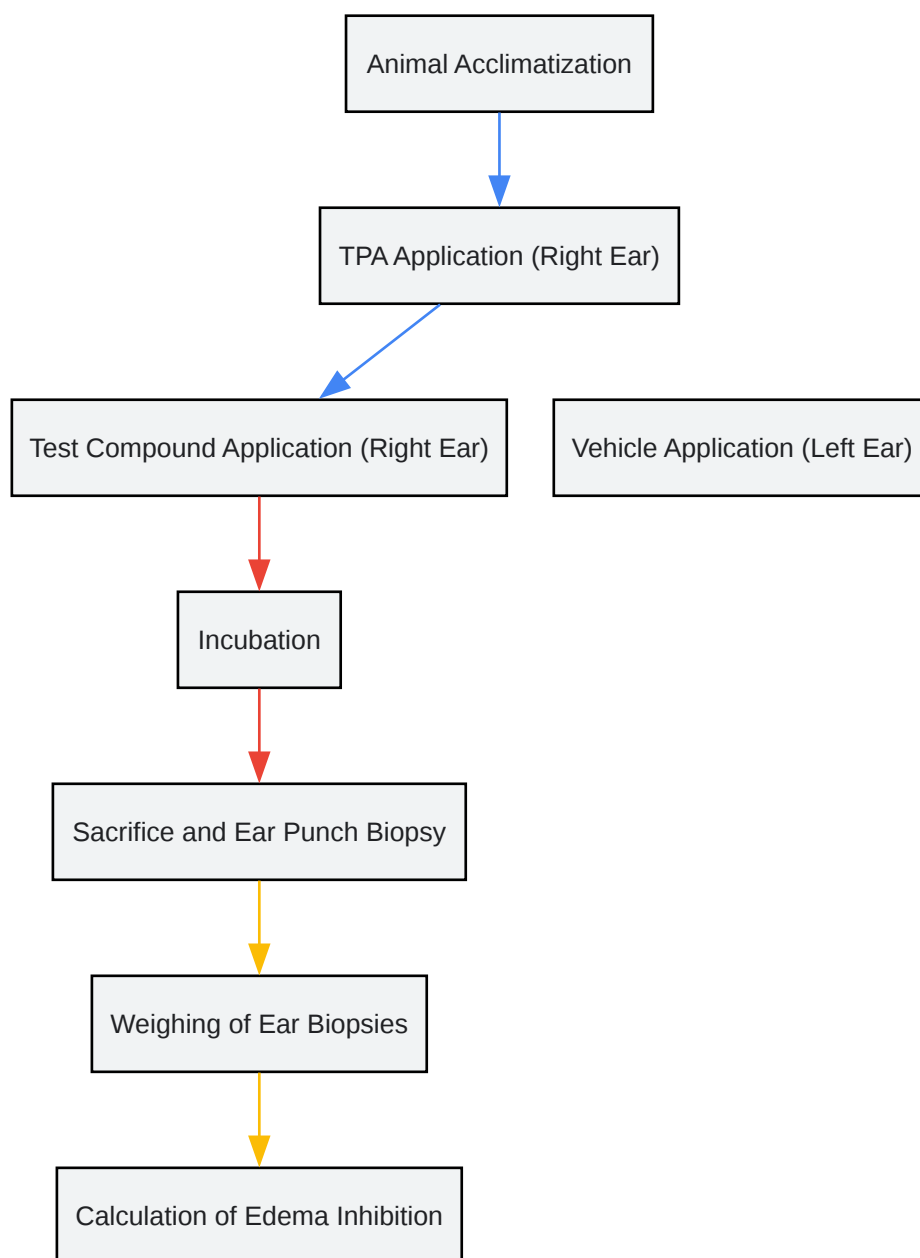 Animal Acclimatization
TPA Application (Right Ear)
Test Compound Application (Right Ear)
Vehicle Application (Left Ear)
Incubation
Sacrifice and Ear Punch Biopsy
Weighing of Ear Biopsies
Calculation of Edema Inhibition